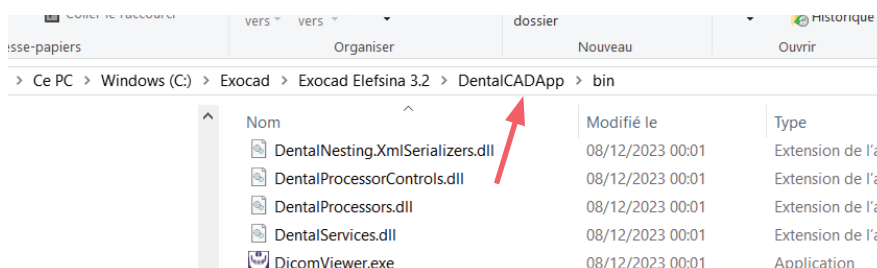 Coller le raccourci
vers vers
dossier
Historique
esse-papiers Organiser Nouveau Ouvrir
> Ce PC > Windows (C:) > Exocad > Exocad Elefsina 3.2 > DentalCADApp > bin
Nom Modifié le Type
DentalNesting.XmlSerializers.dll 08/12/2023 00:01 Extension de l'a
DentalProcessorControls.dll 08/12/2023 00:01 Extension de l'a
DentalProcessors.dll 08/12/2023 00:01 Extension de l'a
DentalServices.dll 08/12/2023 00:01 Extension de l'a
DicomViewer.exe 08/12/2023 00:01 Application